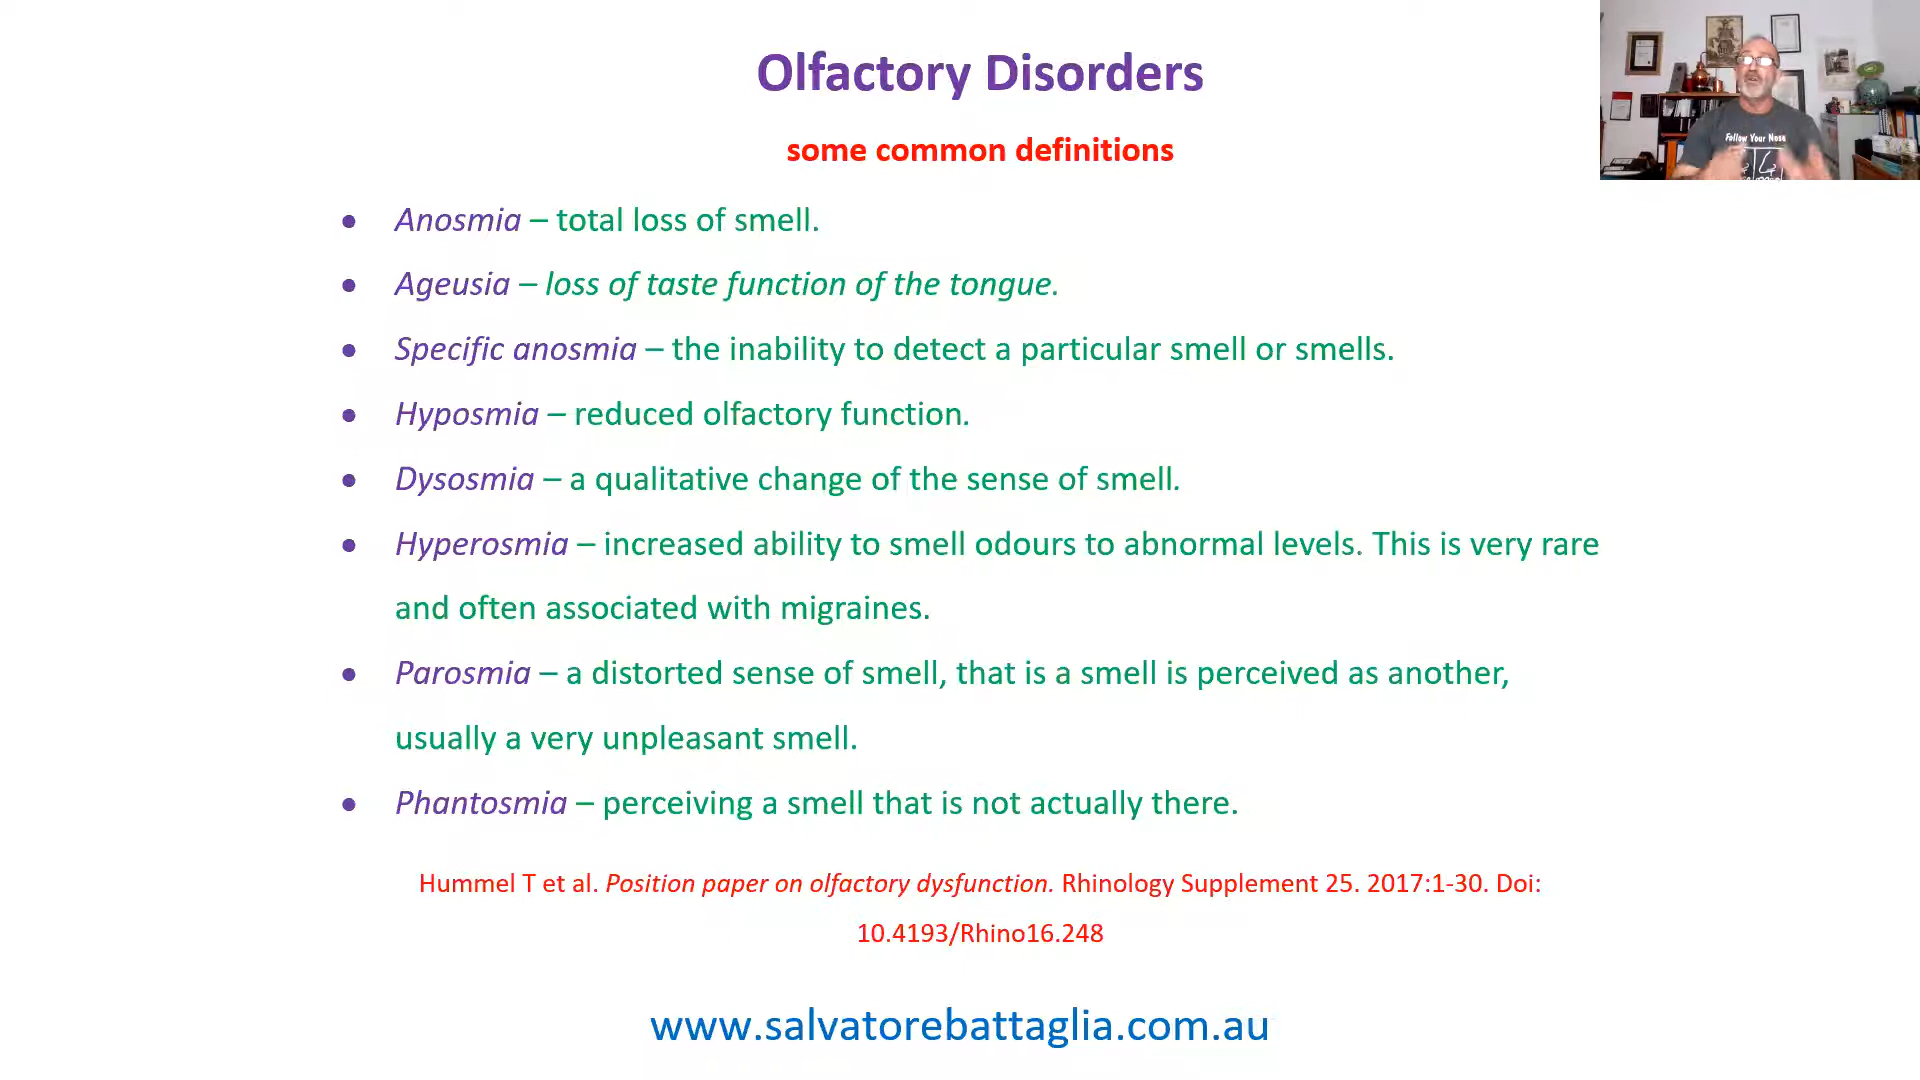 Olfactory Disorders
some common definitions
Follow Your Nose
• Anosmia – total loss of smell.
• Ageusia – loss of taste function of the tongue.
• Specific anosmia – the inability to detect a particular smell or smells.
• Hyposmia – reduced olfactory function.
• Dysosmia – a qualitative change of the sense of smell.
• Hyperosmia – increased ability to smell odours to abnormal levels. This is very rare
and often associated with migraines.
• Parosmia – a distorted sense of smell, that is a smell is perceived as another,
usually a very unpleasant smell.
• Phantosmia – perceiving a smell that is not actually there.
Hummel T et al. Position paper on olfactory dysfunction. Rhinology Supplement 25. 2017:1-30. Doi:
10.4193/Rhino16.248
www.salvatorebattaglia.com.au